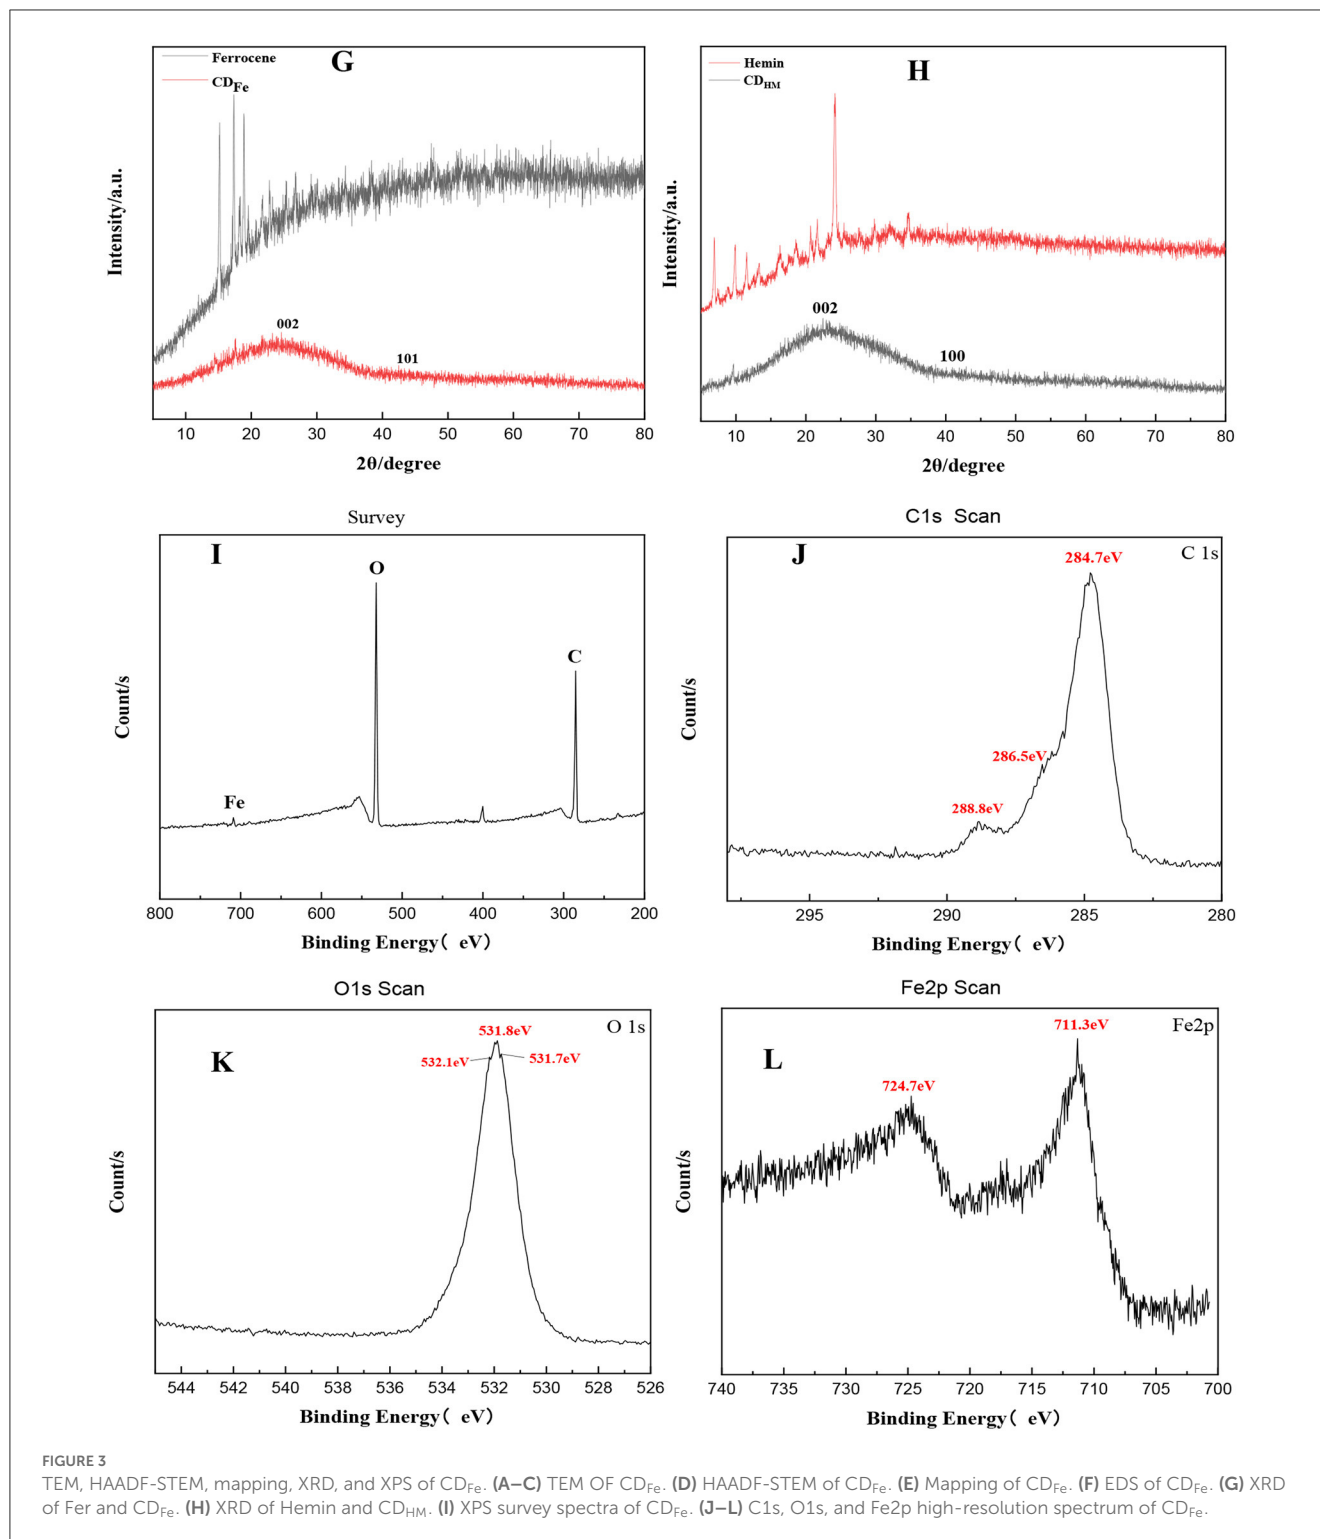 Ferrocene
CDFe
G
002
101
Intensity/a.u.
10 20 30 40 50 60 70 80
2θ/degree
Hemin
CDHM
H
002
100
Intensity/a.u.
10 20 30 40 50 60 70 80
2θ/degree
Survey
I
O
C
Fe
Count/s
800 700 600 500 400 300 200
Binding Energy( eV)
C1s Scan
J
284.7eV
C 1s
286.5eV
288.8eV
Count/s
295 290 285 280
Binding Energy( eV)
O1s Scan
K
531.8eV
O 1s
532.1eV
531.7eV
Count/s
544 542 540 538 536 534 532 530 528 526
Binding Energy( eV)
Fe2p Scan
L
711.3eV
Fe2p
724.7eV
Count/s
740 735 730 725 720 715 710 705 700
Binding Energy( eV)
FIGURE 3
TEM, HAADF-STEM, mapping, XRD, and XPS of CDFe. (A–C) TEM OF CDFe. (D) HAADF-STEM of CDFe. (E) Mapping of CDFe. (F) EDS of CDFe. (G) XRD
of Fer and CDFe. (H) XRD of Hemin and CDHM. (I) XPS survey spectra of CDFe. (J–L) C1s, O1s, and Fe2p high-resolution spectrum of CDFe.